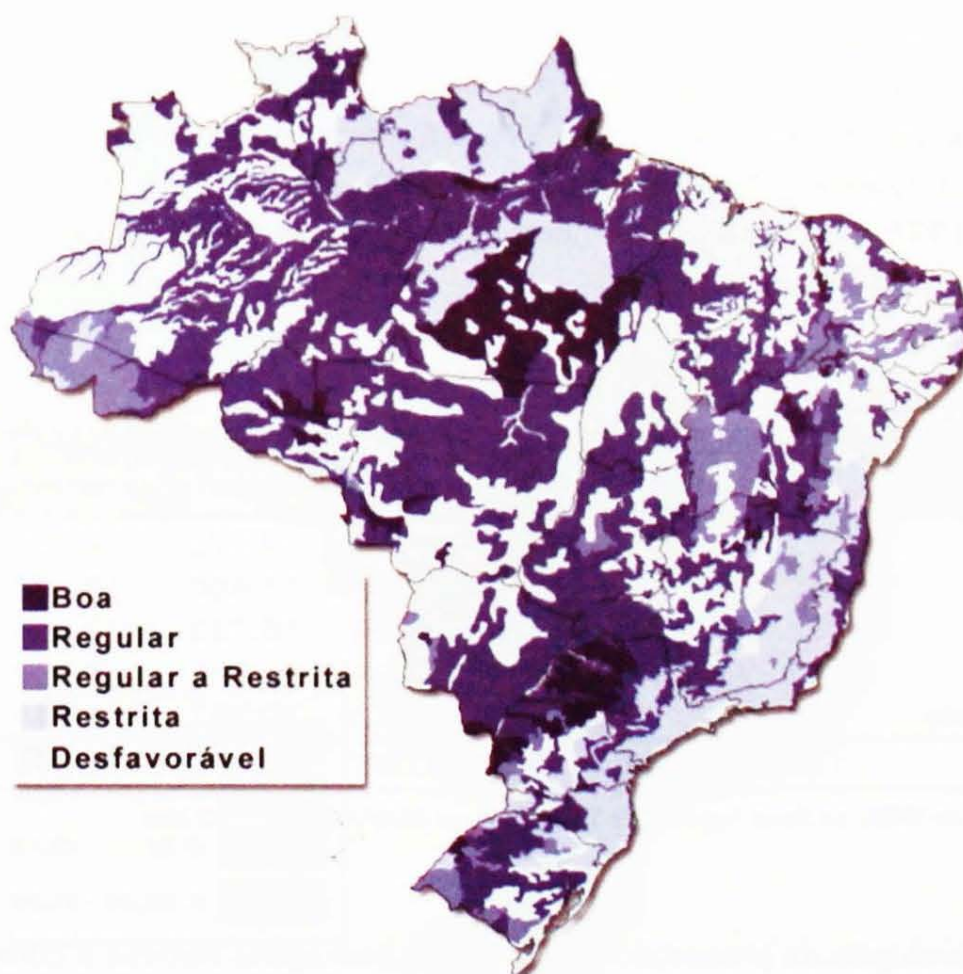 Boa
Regular
Regular a Restrita
Restrita
Desfavorável